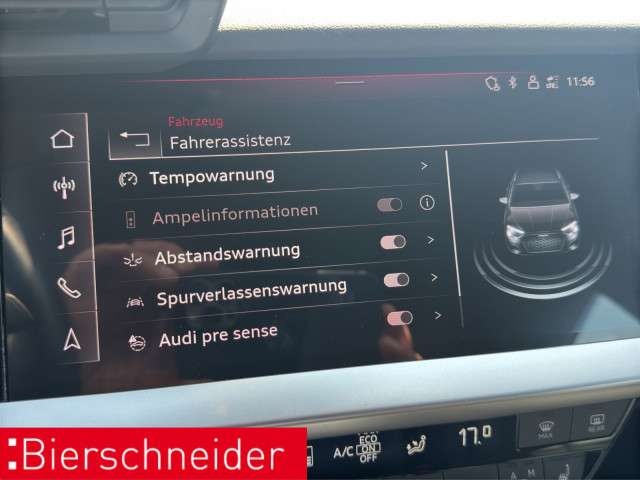 11:56
Fahrzeug
Fahrerassistenz
Tempowarnung
Ampelinformationen
Abstandswarnung
Spurverlassenswarnung
Audi pre sense
Bierschneider
A/C
ECO
ON
OFF
17.0
MAX
REAR
A M